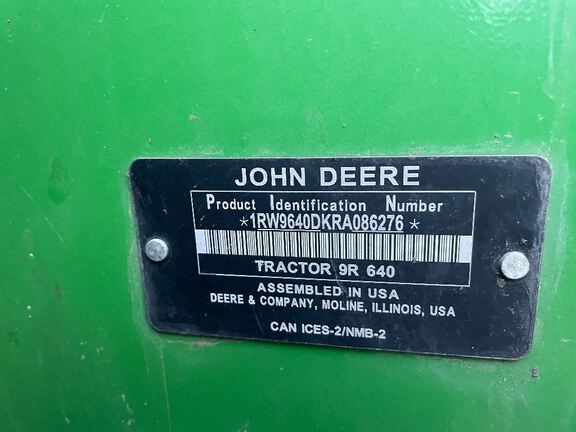 JOHN DEERE
Product Identification Number
*1RW9640DKRA086276*
TRACTOR 9R 640
ASSEMBLED IN USA
DEERE & COMPANY, MOLINE, ILLINOIS, USA
CAN ICES-2/NMB-2